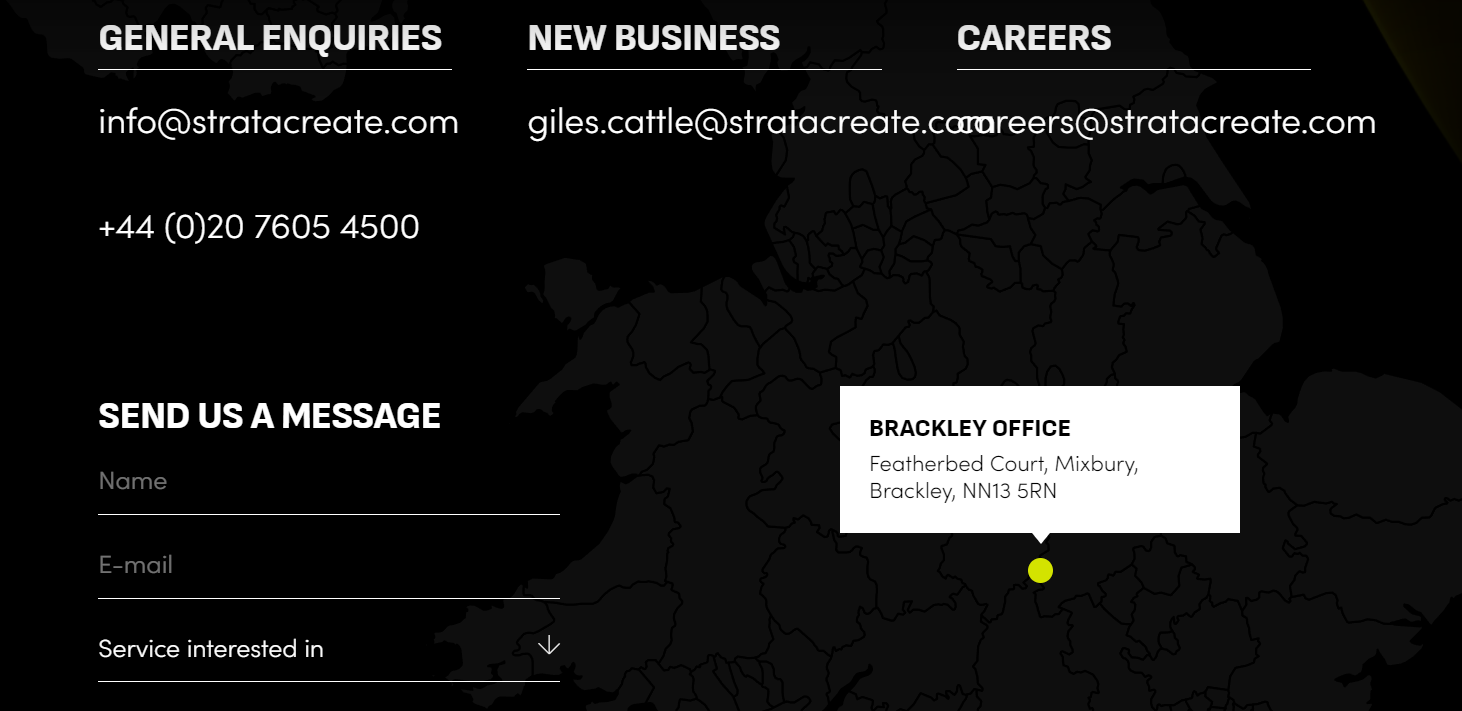 GENERAL ENQUIRIES
info@stratacreate.com
+44 (0)20 7605 4500
NEW BUSINESS
giles.cattle@stratacreate.com
CAREERS
careers@stratacreate.com
SEND US A MESSAGE
Name
E-mail
Service interested in
BRACKLEY OFFICE
Featherbed Court, Mixbury,
Brackley, NN13 5RN